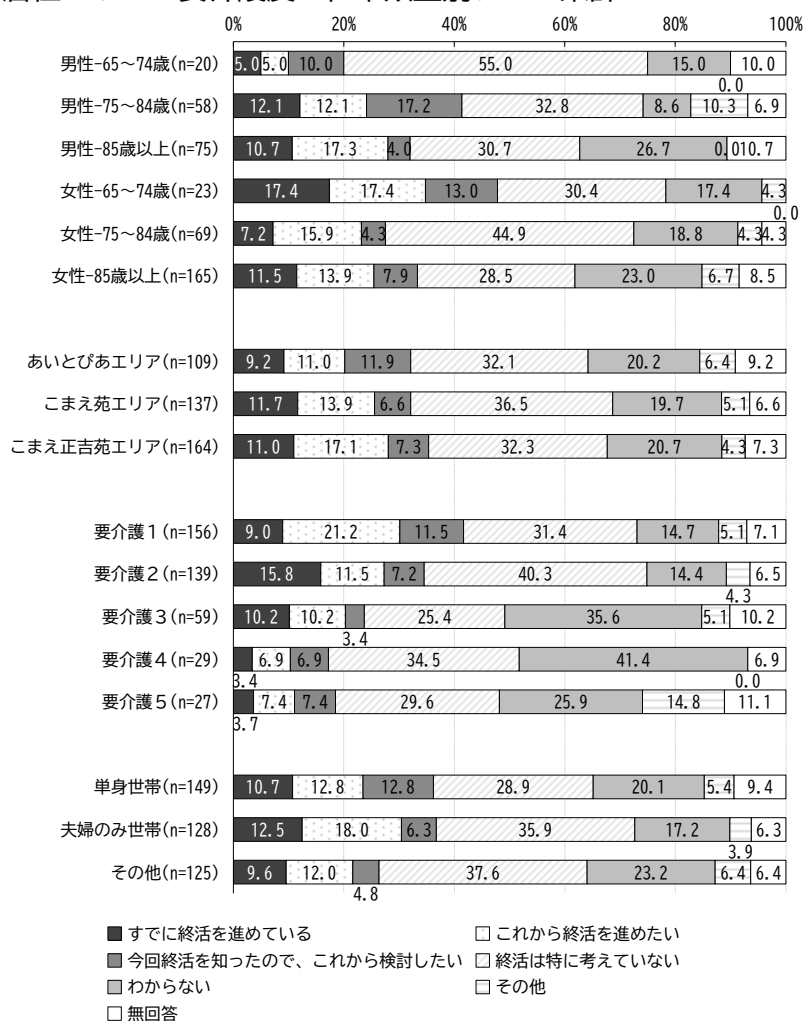 0% 20% 40% 60% 80% 100%
男性-65～74歳(n=20) 5.0 5.0 10.0 55.0 15.0 10.0
0.0
男性-75～84歳(n=58) 12.1 12.1 17.2 32.8 8.6 10.3 6.9
男性-85歳以上(n=75) 10.7 17.3 4.0 30.7 26.7 0.0 10.7
女性-65～74歳(n=23) 17.4 17.4 13.0 30.4 17.4 4.3
0.0
女性-75～84歳(n=69) 7.2 15.9 4.3 44.9 18.8 4.3 4.3
女性-85歳以上(n=165) 11.5 13.9 7.9 28.5 23.0 6.7 8.5
あいとぴあエリア(n=109) 9.2 11.0 11.9 32.1 20.2 6.4 9.2
こまえ苑エリア(n=137) 11.7 13.9 6.6 36.5 19.7 5.1 6.6
こまえ正吉苑エリア(n=164) 11.0 17.1 7.3 32.3 20.7 4.3 7.3
要介護１(n=156) 9.0 21.2 11.5 31.4 14.7 5.1 7.1
要介護２(n=139) 15.8 11.5 7.2 40.3 14.4 6.5
4.3
要介護３(n=59) 10.2 10.2 25.4 35.6 5.1 10.2
3.4
要介護４(n=29) 6.9 6.9 34.5 41.4 6.9
3.4 0.0
要介護５(n=27) 7.4 7.4 29.6 25.9 14.8 11.1
3.7
単身世帯(n=149) 10.7 12.8 12.8 28.9 20.1 5.4 9.4
夫婦のみ世帯(n=128) 12.5 18.0 6.3 35.9 17.2 6.3
3.9
その他(n=125) 9.6 12.0 37.6 23.2 6.4 6.4
4.8
すでに終活を進めている これから終活を進めたい
今回終活を知ったので、これから検討したい 終活は特に考えていない
わからない その他
無回答